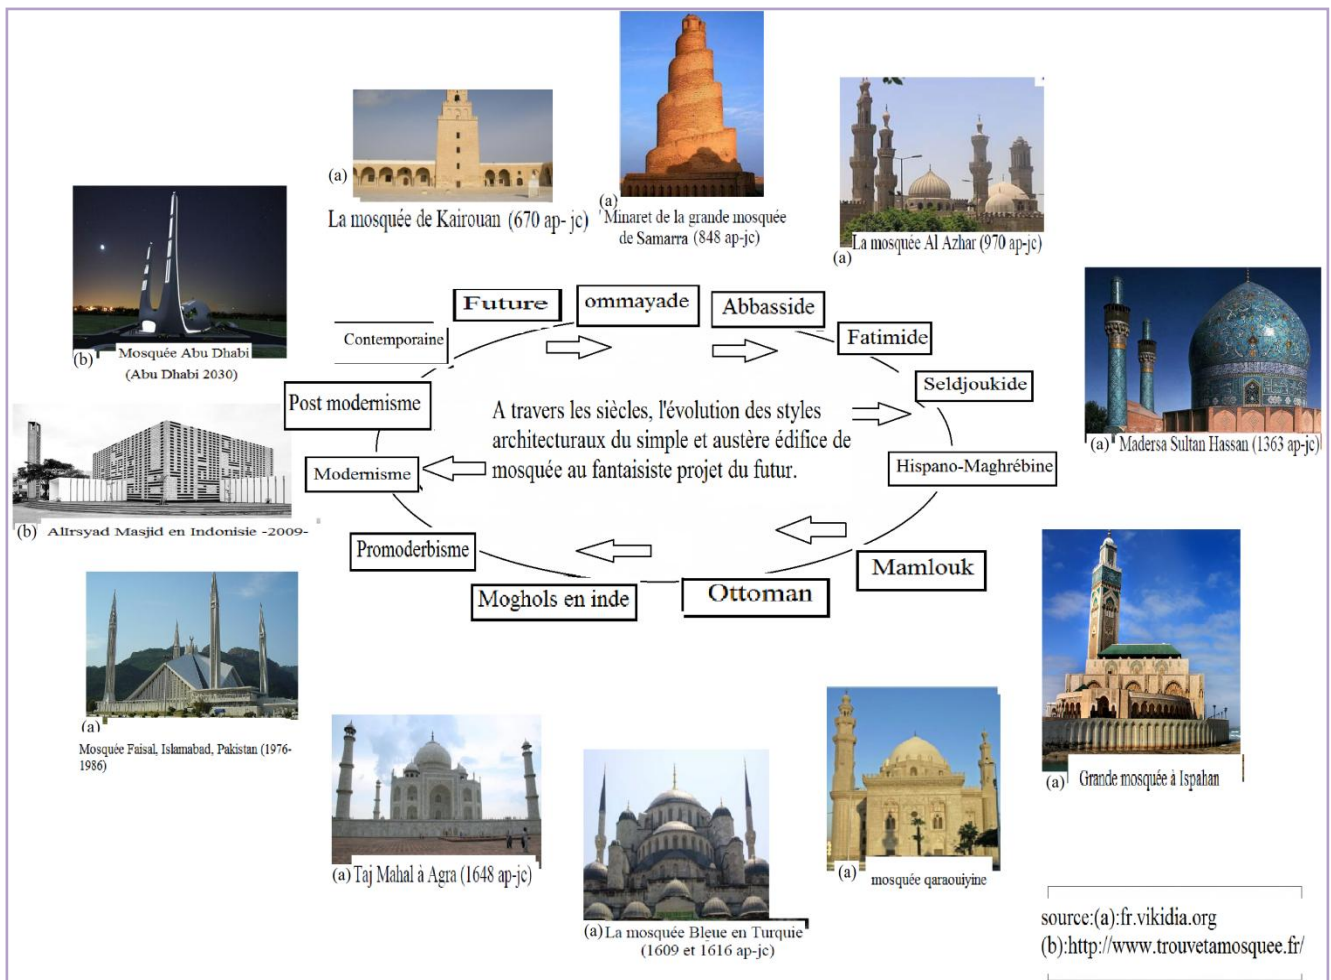 (a)
La mosquée de Kairouan (670 ap- jc)
(a)
Minaret de la grande mosquée
de Samarra (848 ap-jc)
(a)
La mosquée Al Azhar (970 ap-jc)
(b)
Mosquée Abu Dhabi
(Abu Dhabi 2030)
(a) Madersa Sultan Hassan (1363 ap-jc)
Future
ommayade
Abbasside
Contemporaine
Fatimide
Seldjoukide
Post modernisme
A travers les siècles, l'évolution des styles
architecturaux du simple et austère édifice de
mosquée au fantaisiste projet du futur.
Hispano-Maghrébine
Modernisme
Promoderbisme
Mamlouk
Moghols en inde
Ottoman
(b) Alirsyad Masjid en Indonisie -2009-
(a)
Mosquée Faisal, Islamabad, Pakistan (1976-
1986)
(a) Taj Mahal à Agra (1648 ap-jc)
(a) La mosquée Bleue en Turquie
(1609 et 1616 ap-jc)
(a)
mosquée qaraouiyine
(a) Grande mosquée à Ispahan
source:(a):fr.vikidia.org
(b):http://www.trouvetamosquee.fr/